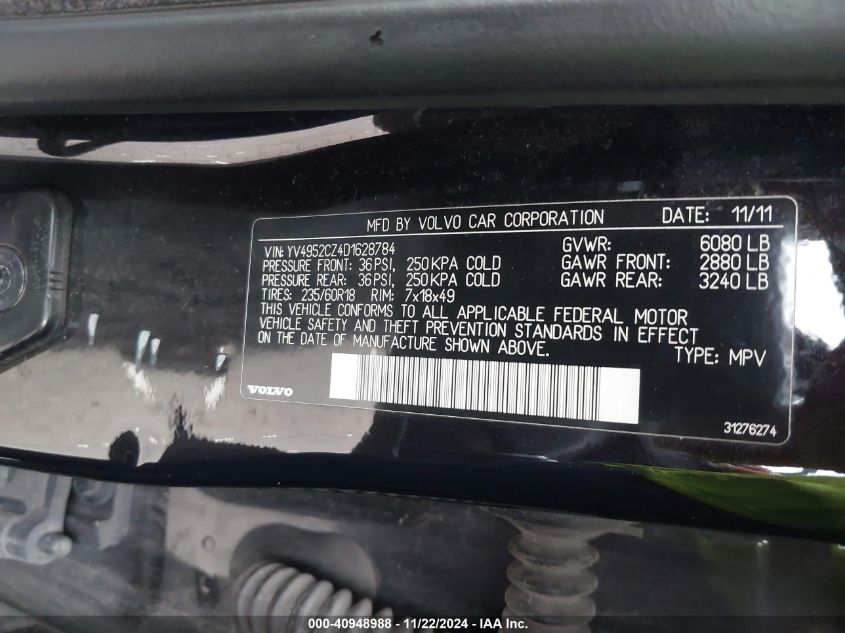 MFD BY VOLVO CAR CORPORATION DATE: 11/11
VIN: YV4952CZ4D1628784 GVWR: 6080 LB
PRESSURE FRONT: 36 PSI, 250 KPA COLD GAWR FRONT: 2880 LB
PRESSURE REAR: 36 PSI, 250 KPA COLD GAWR REAR: 3240 LB
TIRES: 235/60R18 RIM: 7x18x49
THIS VEHICLE CONFORMS TO ALL APPLICABLE FEDERAL MOTOR
VEHICLE SAFETY AND THEFT PREVENTION STANDARDS IN EFFECT
ON THE DATE OF MANUFACTURE SHOWN ABOVE.
TYPE: MPV
VOLVO
31276274
000-40948988 - 11/22/2024 - IAA Inc.